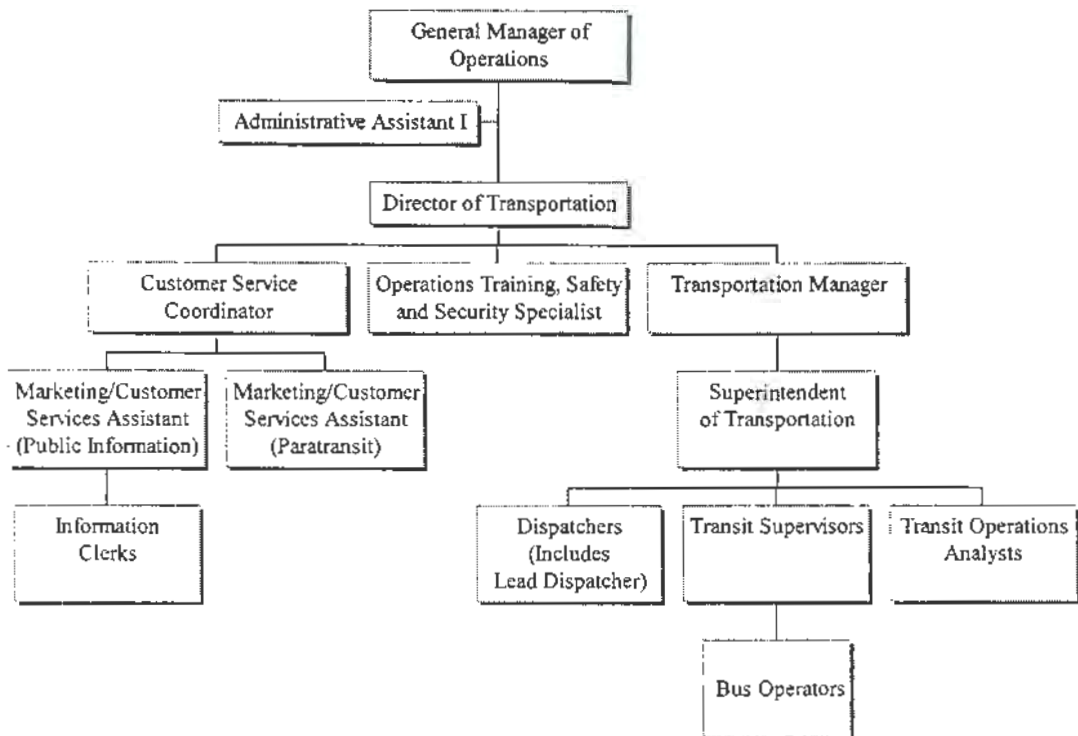 General Manager of
Operations
Administrative Assistant I
Director of Transportation
Customer Service
Coordinator
Operations Training, Safety
and Security Specialist
Transportation Manager
Marketing/Customer
Services Assistant
(Public Information)
Marketing/Customer
Services Assistant
(Paratransit)
Superintendent
of Transportation
Information
Clerks
Dispatchers
(Includes
Lead Dispatcher)
Transit Supervisors
Transit Operations
Analysts
Bus Operators